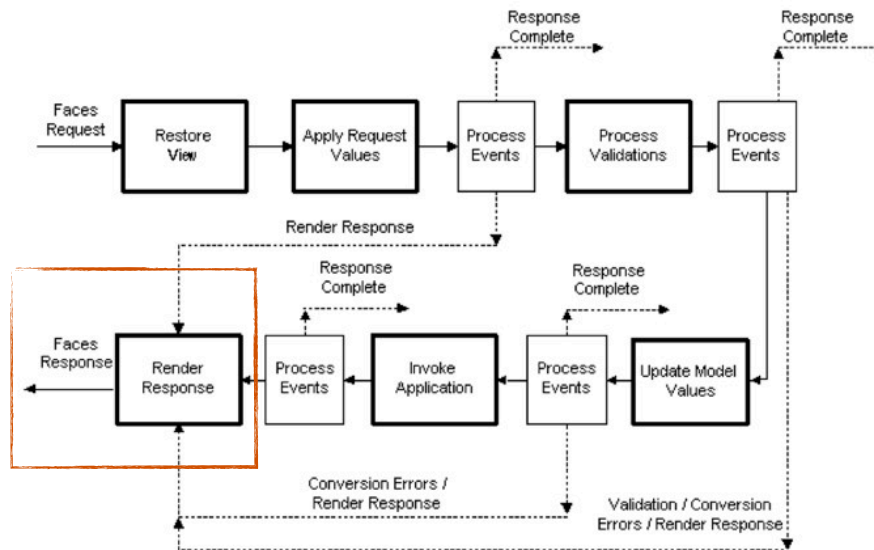 Response
Complete
Response
Complete
Faces
Request
Restore
View
Apply Request
Values
Process
Events
Process
Validations
Process
Events
Render Response
Response
Complete
Response
Complete
Faces
Response
Render
Response
Process
Events
Invoke
Application
Process
Events
Update Model
Values
Conversion Errors /
Render Response
Validation / Conversion
Errors / Render Response